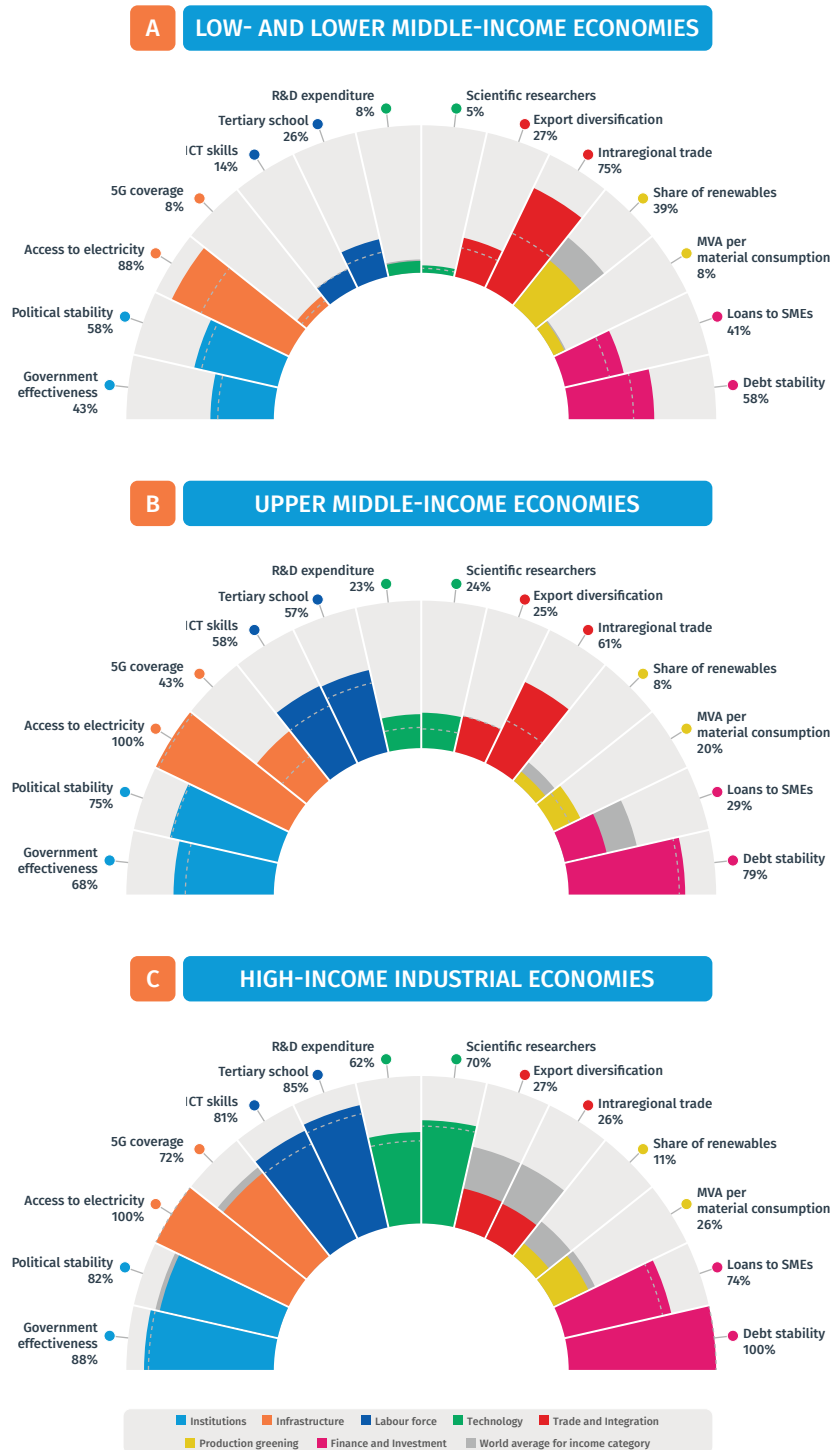 A
LOW- AND LOWER MIDDLE-INCOME ECONOMIES
R&D expenditure
8%
Scientific researchers
5%
Tertiary school
26%
Export diversification
27%
ICT skills
14%
Intraregional trade
75%
5G coverage
8%
Share of renewables
39%
Access to electricity
88%
MVA per
material consumption
8%
Political stability
58%
Loans to SMEs
41%
Government
effectiveness
43%
Debt stability
58%
B
UPPER MIDDLE-INCOME ECONOMIES
R&D expenditure
23%
Scientific researchers
24%
Tertiary school
57%
Export diversification
25%
ICT skills
58%
Intraregional trade
61%
5G coverage
43%
Share of renewables
8%
Access to electricity
100%
MVA per
material consumption
20%
Political stability
75%
Loans to SMEs
29%
Government
effectiveness
68%
Debt stability
79%
C
HIGH-INCOME INDUSTRIAL ECONOMIES
R&D expenditure
62%
Scientific researchers
70%
Tertiary school
85%
Export diversification
27%
ICT skills
81%
Intraregional trade
26%
5G coverage
72%
Share of renewables
11%
Access to electricity
100%
MVA per
material consumption
26%
Political stability
82%
Loans to SMEs
74%
Government
effectiveness
88%
Debt stability
100%
Institutions Infrastructure Labour force Technology Trade and Integration
Production greening Finance and Investment World average for income category